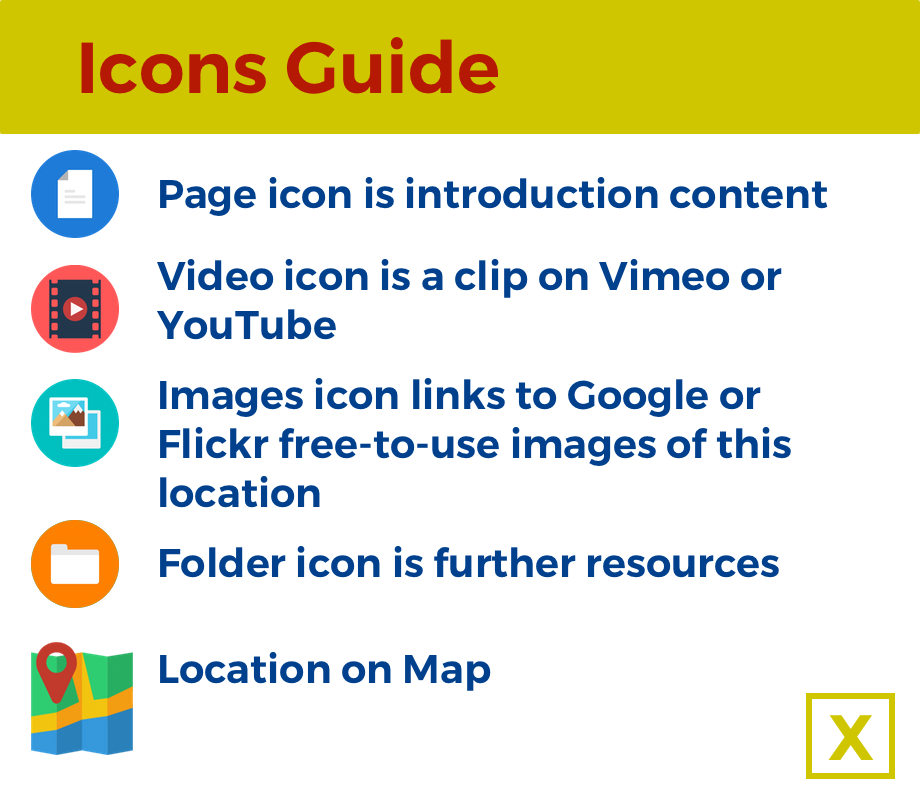 Icons Guide
Page icon is introduction content
Video icon is a clip on Vimeo or
YouTube
Images icon links to Google or
Flickr free-to-use images of this
location
Folder icon is further resources
Location on Map
X